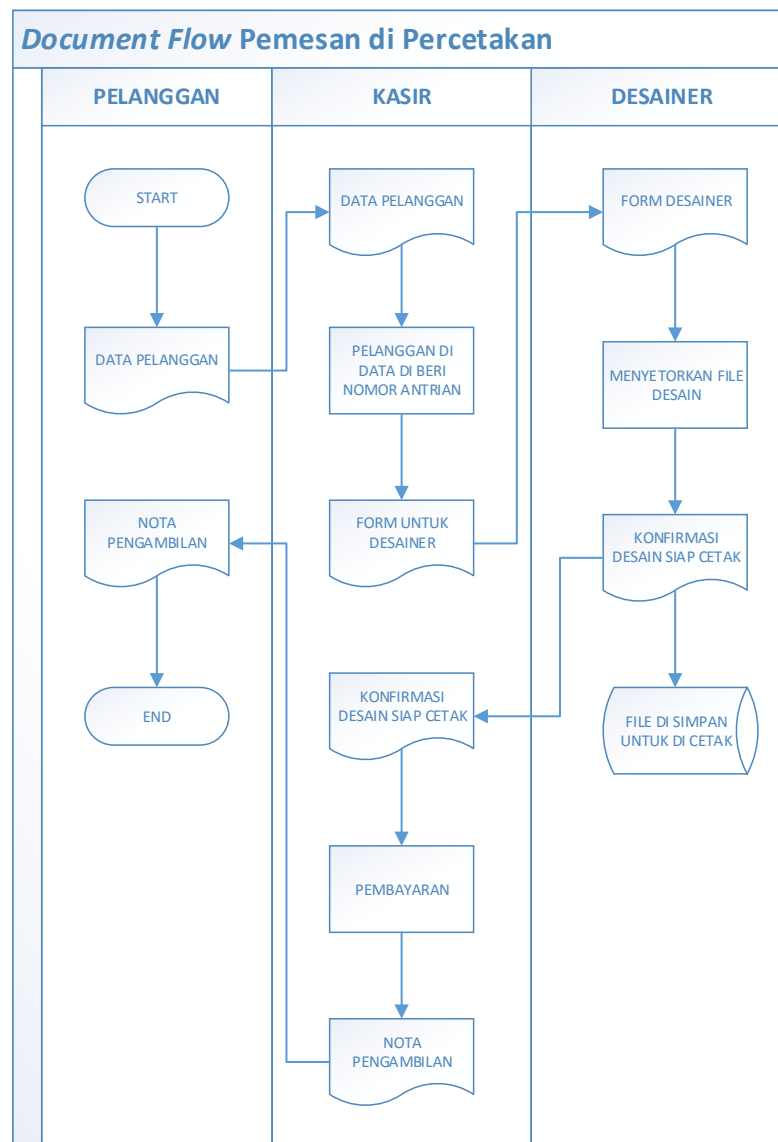 Document Flow Pemesan di Percetakan
PELANGGAN
KASIR
DESAINER
START
DATA PELANGGAN
FORM DESAINER
DATA PELANGGAN
PELANGGAN DI
DATA DI BERI
NOMOR ANTRIAN
MENYETORKAN FILE
DESAIN
NOTA
PENGAMBILAN
FORM UNTUK
DESAINER
KONFIRMASI
DESAIN SIAP CETAK
END
KONFIRMASI
DESAIN SIAP CETAK
FILE DI SIMPAN
UNTUK DI CETAK
PEMBAYARAN
NOTA
PENGAMBILAN